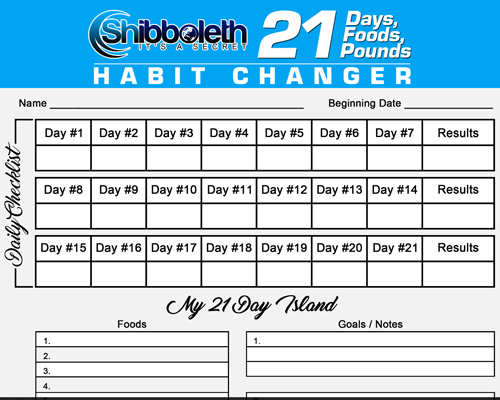 Shibboleth
IT'S A SECRET
21 Days,
Foods,
Pounds
HABIT CHANGER
Name
Beginning Date
Daily Checklist
Day #1 Day #2 Day #3 Day #4 Day #5 Day #6 Day #7 Results
Day #8 Day #9 Day #10 Day #11 Day #12 Day #13 Day #14 Results
Day #15 Day #16 Day #17 Day #18 Day #19 Day #20 Day #21 Results
My 21 Day Island
Foods
1.
2.
3.
4.
Goals / Notes
1.